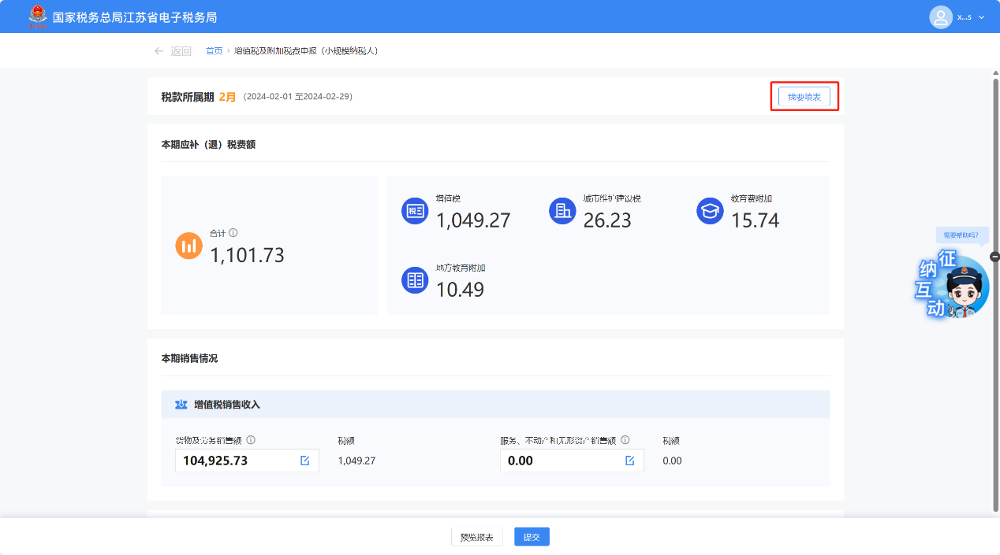 国家税务总局江苏省电子税务局
x...s
返回 首页 › 增值税及附加税费申报（小规模纳税人）
税款所属期 2月 （2024-02-01 至2024-02-29）
我要填表
本期应补（退）税费额
合计
1,101.73
税
增值税
1,049.27
城市维护建设税
26.23
教育费附加
15.74
地方教育附加
10.49
需要帮助吗?
征纳互动
本期销售情况
增值税销售收入
货物及劳务销售额 税额 服务、不动产和无形资产销售额 税额
104,925.73 1,049.27 0.00 0.00
预览报表 提交